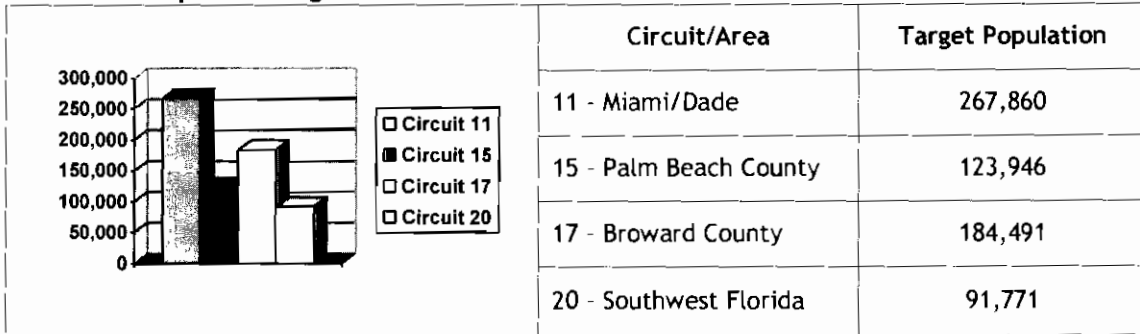 300,000
250,000
200,000
150,000
100,000
50,000
0
Circuit 11
Circuit 15
Circuit 17
Circuit 20
Circuit/Area Target Population
11 - Miami/Dade 267,860
15 - Palm Beach County 123,946
17 - Broward County 184,491
20 - Southwest Florida 91,771